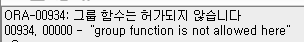 ORA-00934: 그룹 함수는 허가되지 않습니다
00934, 00000 -  "group function is not allowed here"